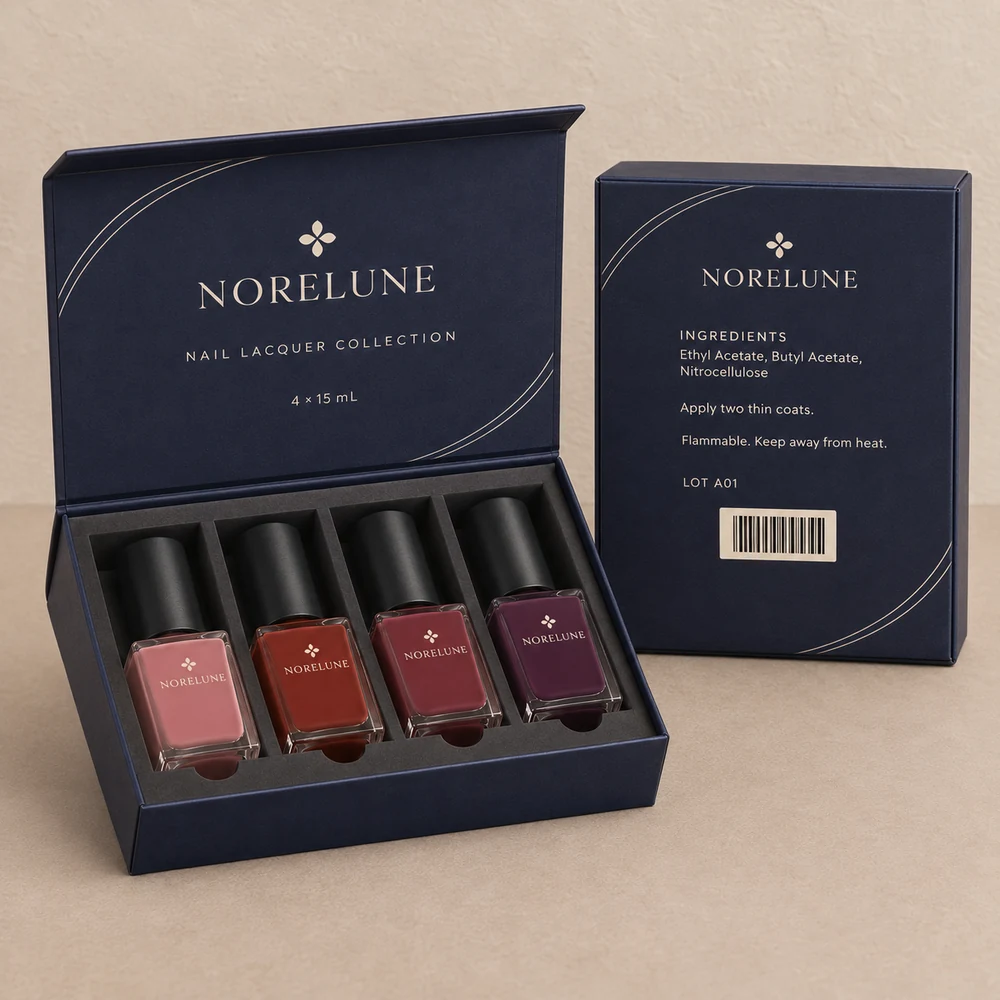 NORELUNE
NAIL LACQUER COLLECTION
4 × 15 mL
NORELUNE
NORELUNE
NORELUNE
NORELUNE
NORELUNE
INGREDIENTS
Ethyl Acetate, Butyl Acetate,
Nitrocellulose
Apply two thin coats.
Flammable. Keep away from heat.
LOT A01